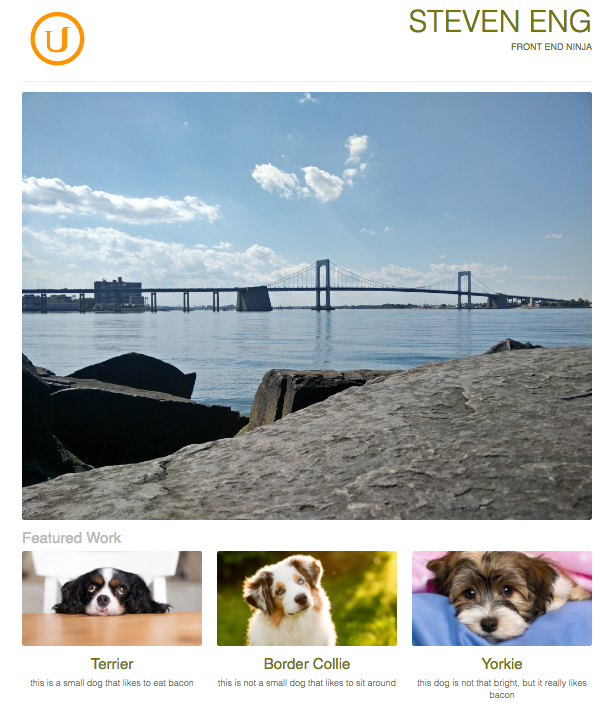 U
STEVEN ENG
FRONT END NINJA
Featured Work
Terrier
this is a small dog that likes to eat bacon
Border Collie
this is not a small dog that likes to sit around
Yorkie
this dog is not that bright, but it really likes
bacon